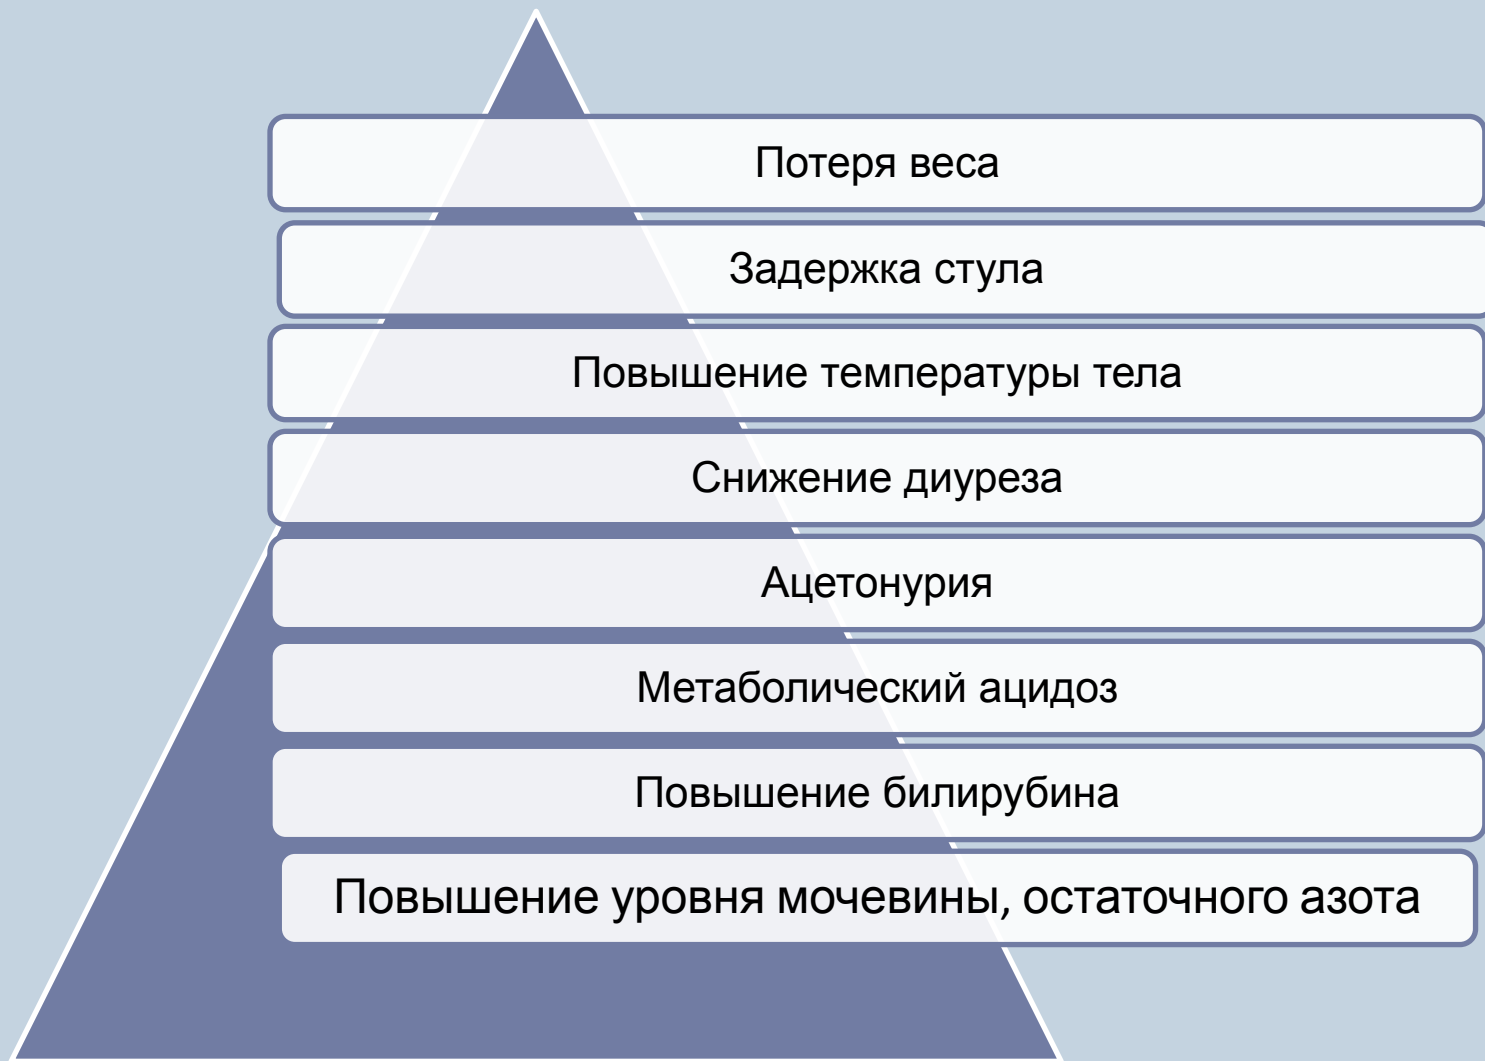 Потеря веса
Задержка стула
Повышение температуры тела
Снижение диуреза
Ацетонурия
Метаболический ацидоз
Повышение билирубина
Повышение уровня мочевины, остаточного азота